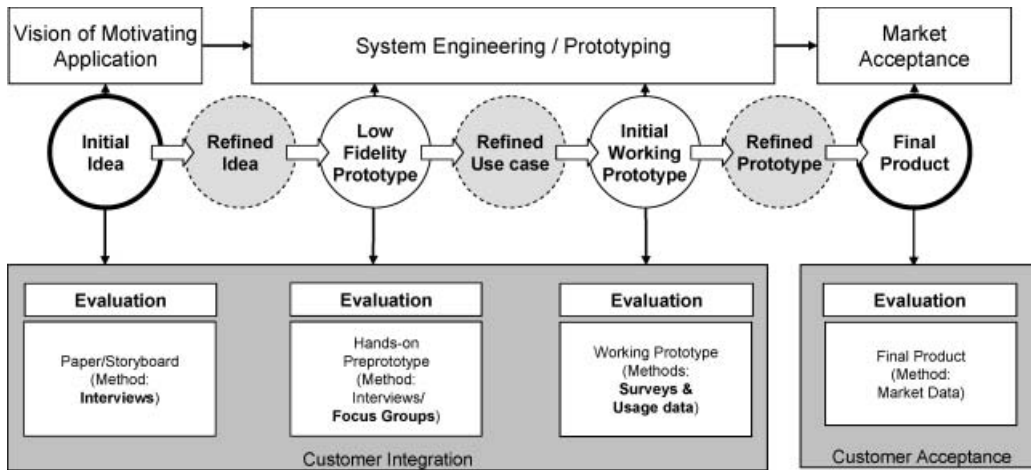 Vision of Motivating
Application
System Engineering / Prototyping
Market
Acceptance
Initial
Idea
Refined
Idea
Low
Fidelity
Prototype
Refined
Use case
Initial
Working
Prototype
Refined
Prototype
Final
Product
Evaluation
Paper/Storyboard
(Method:
Interviews)
Evaluation
Hands-on
Preprototype
(Method:
Interviews/
Focus Groups)
Evaluation
Working Prototype
(Methods:
Surveys &
Usage data)
Customer Integration
Evaluation
Final Product
(Method:
Market Data)
Customer Acceptance